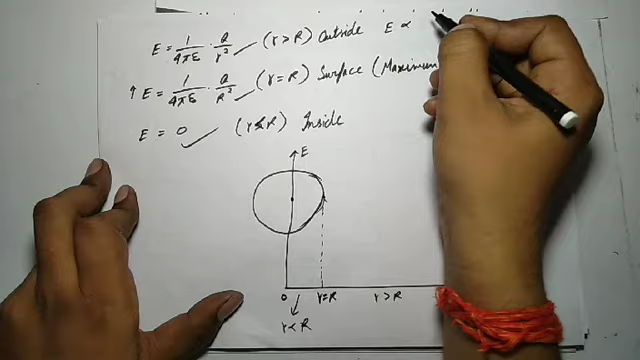 E = 1/4πε · Q/r² (r > R) Outside E ∝
↑ E = 1/4πε · Q/R² (r = R) Surface (Maximum
E = 0 (r < R) Inside
E
0 r=R r>R
r < R